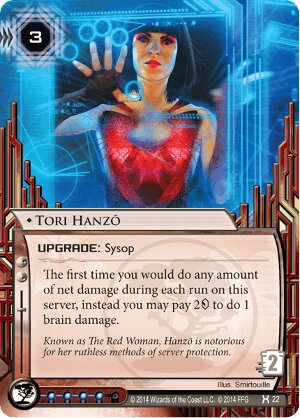 3
♦ TORI HANZŌ
UPGRADE: Sysop
The first time you would do any amount
of net damage during each run on this
server, instead you may pay 2 to do 1
brain damage.
Known as The Red Woman, Hanzō is notorious
for her ruthless methods of server protection.
2
Illus. Smirtouille
© 2014 Wizards of the Coast LLC. © 2014 FFG
22